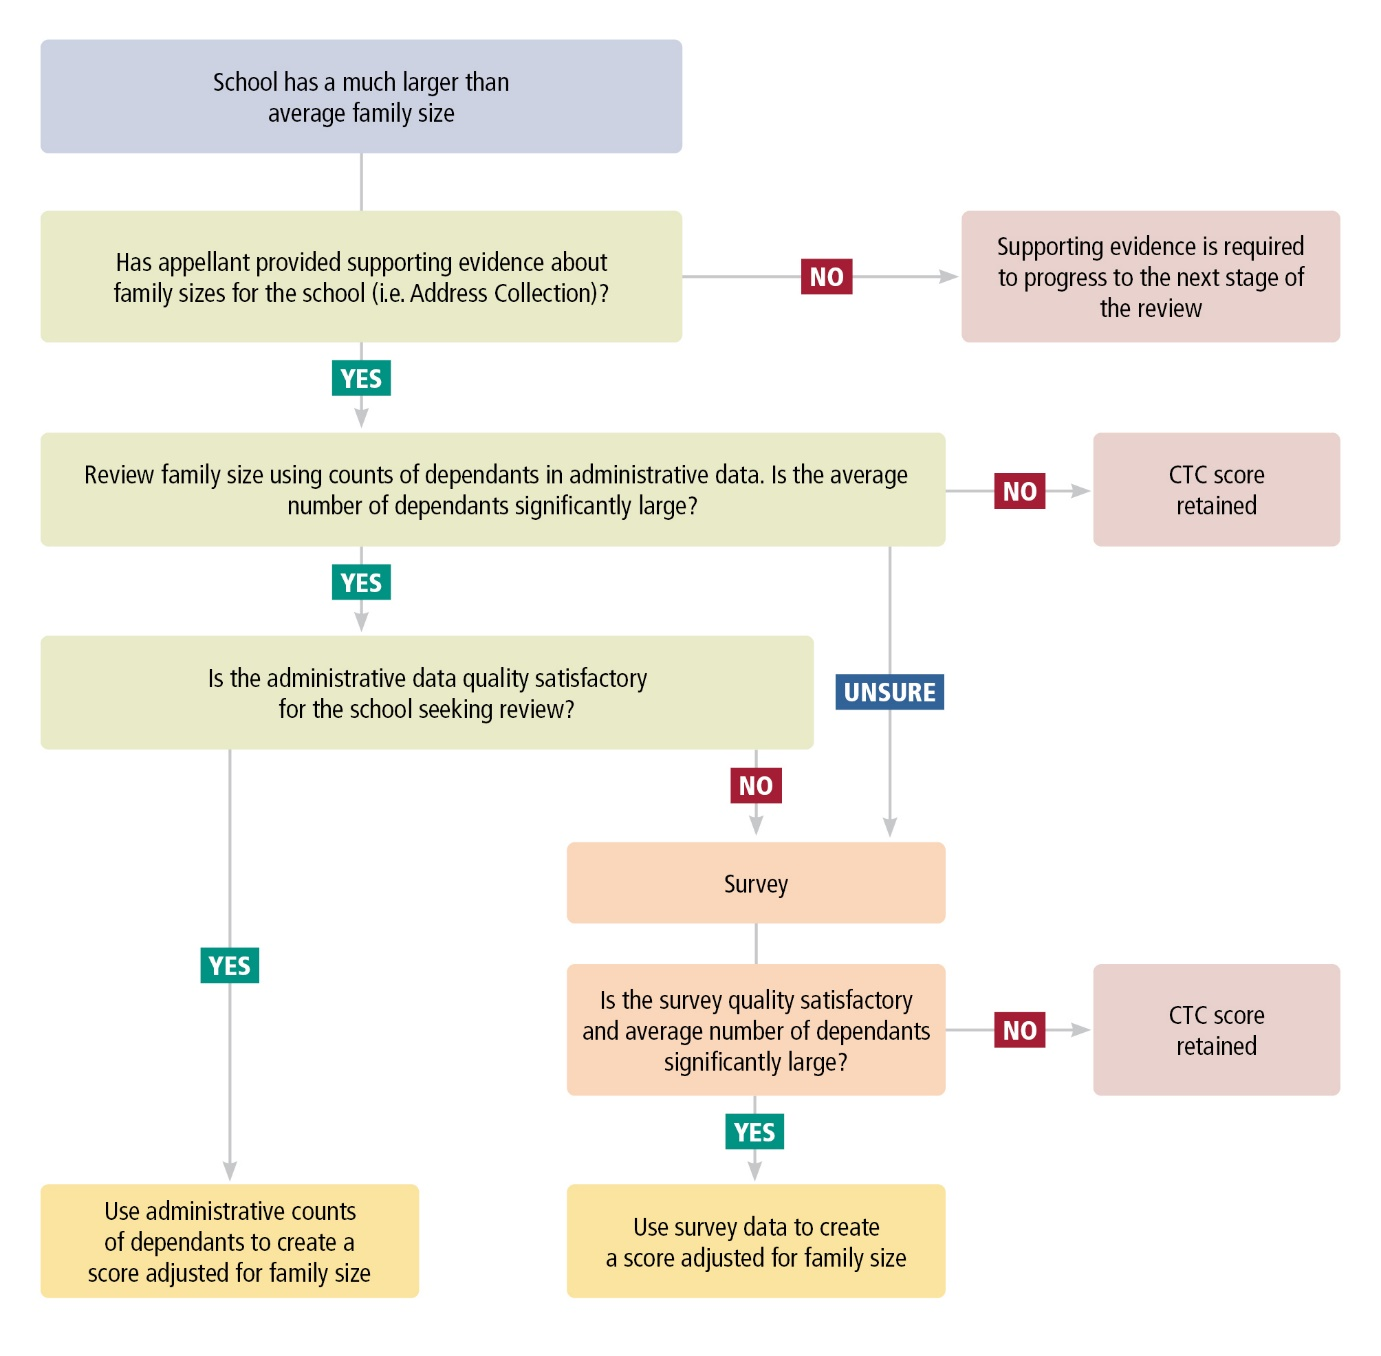 School has a much larger than
average family size
Has appellant provided supporting evidence about
family sizes for the school (i.e. Address Collection)?
NO
Supporting evidence is required
to progress to the next stage of
the review
YES
Review family size using counts of dependants in administrative data. Is the average
number of dependants significantly large?
NO
CTC score
retained
YES
Is the administrative data quality satisfactory
for the school seeking review?
UNSURE
NO
Survey
YES
Is the survey quality satisfactory
and average number of dependants
significantly large?
NO
CTC score
retained
YES
Use administrative counts
of dependants to create a
score adjusted for family size
Use survey data to create
a score adjusted for family size